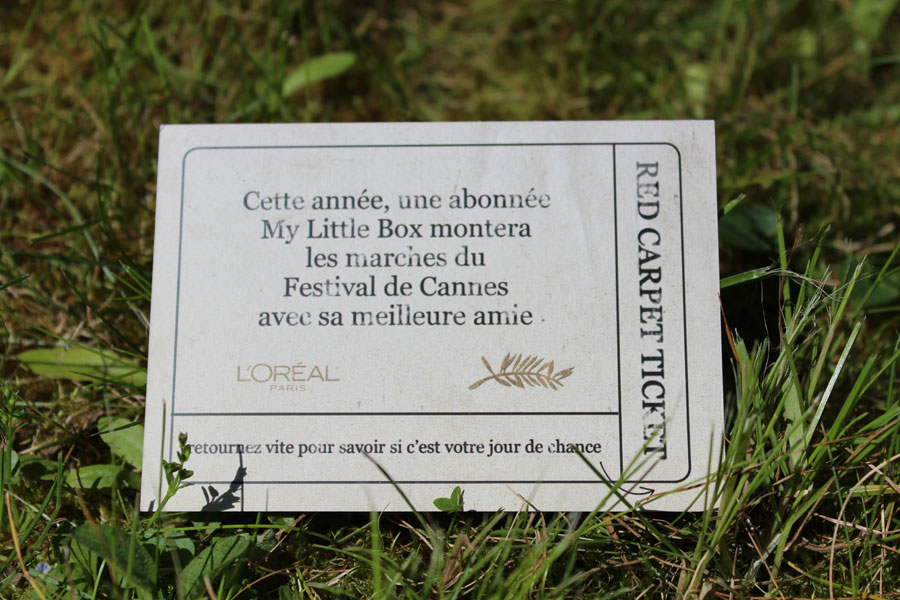 Cette année, une abonnée
My Little Box montera
les marches du
Festival de Cannes
avec sa meilleure amie .
L'ORÉAL
PARIS
retournez vite pour savoir si c'est votre jour de chance
RED CARPET TICKET